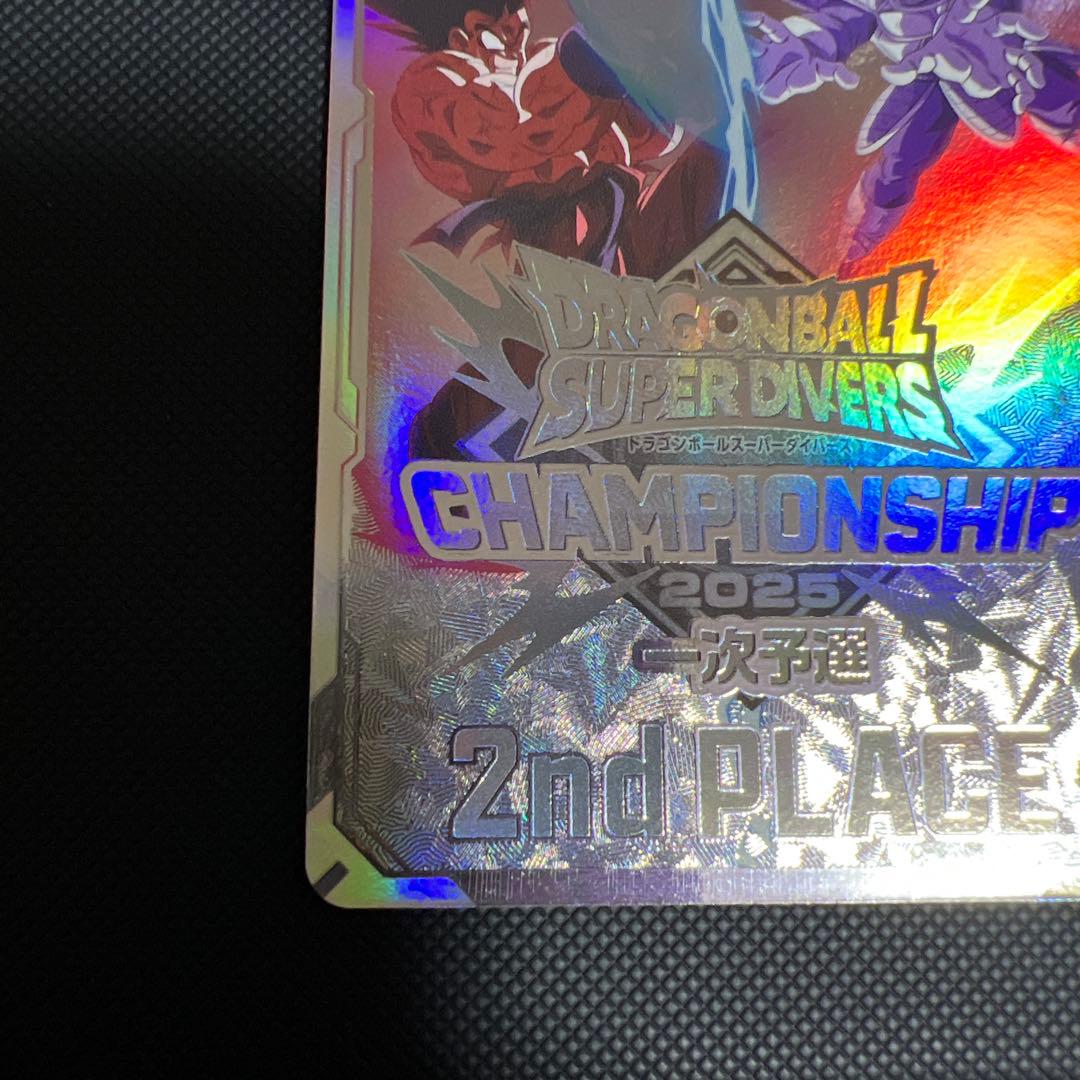 DRAGONBALL
SUPER DIVERS
ドラゴンボールスーパーダイバーズ
CHAMPIONSHIP
2025
一次予選
2nd PLACE